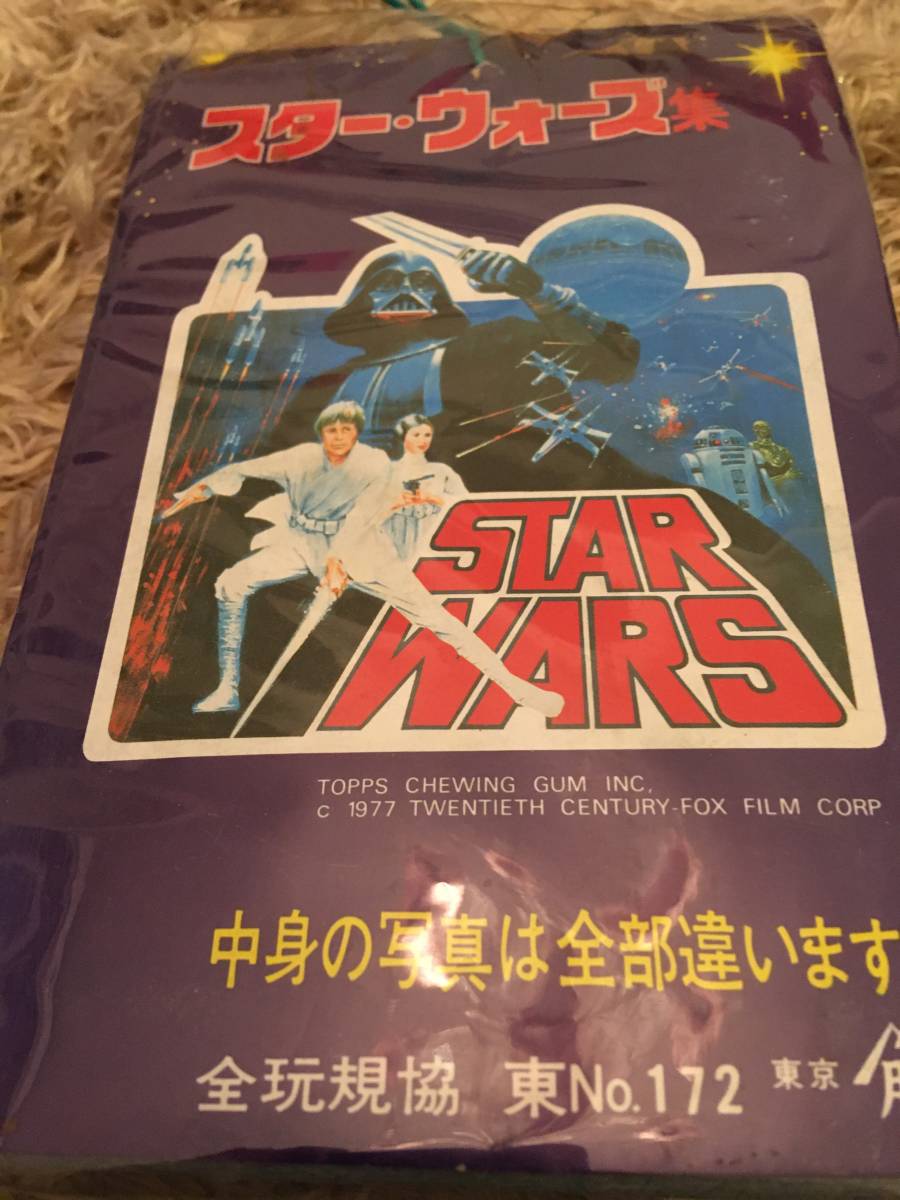 スター・ウォーズ集
STAR
WARS
TOPPS CHEWING GUM INC,
c 1977 TWENTIETH CENTURY-FOX FILM CORP
中身の写真は全部違います
全玩規協 東No.172 東京